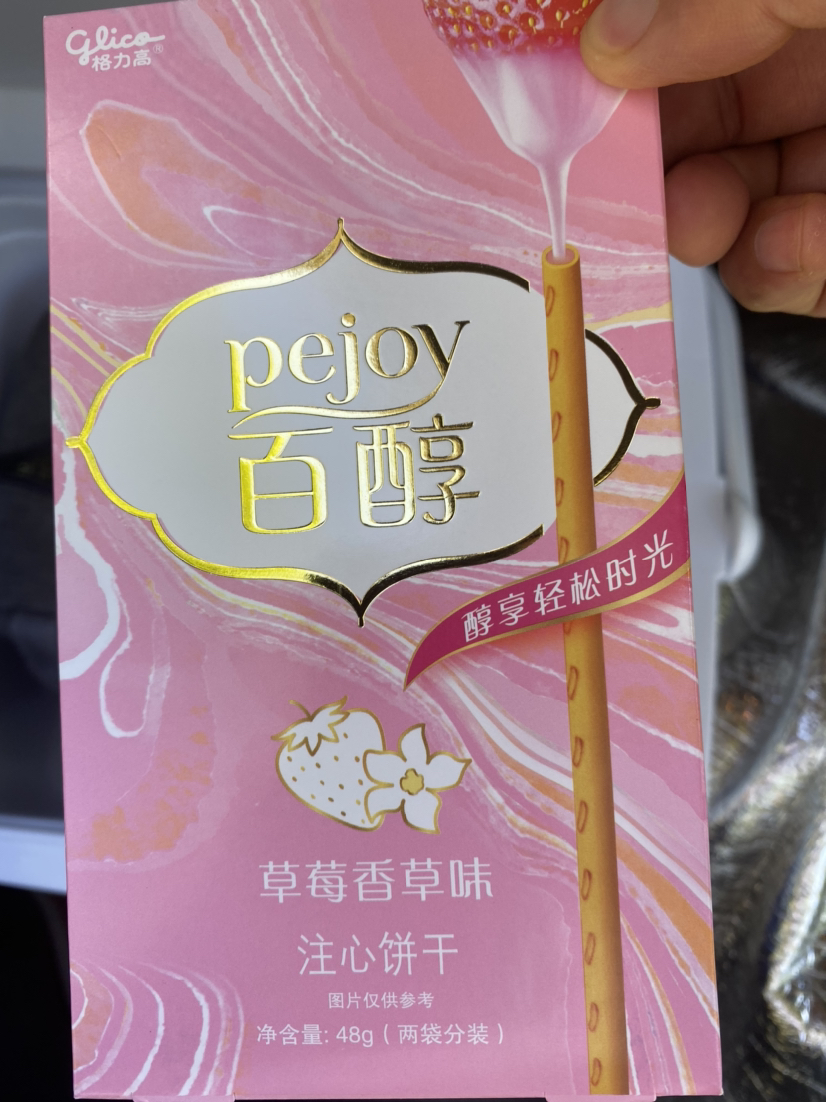 Glico®
格力高
pejoy
百醇
醇享轻松时光
草莓香草味
注心饼干
图片仅供参考
净含量: 48g（两袋分装）